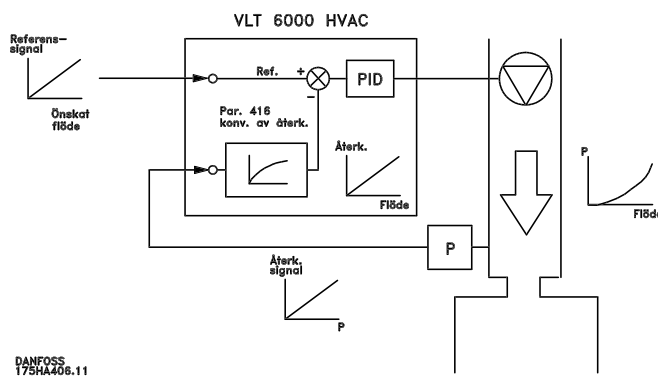 VLT 6000 HVAC
Referens-
signal
Önskat
flöde
Ref.
+
−
PID
Par. 416
konv. av återk.
Återk.
Flöde
P
Flöde
P
Återk.
signal
P
DANFOSS
175HA406.11